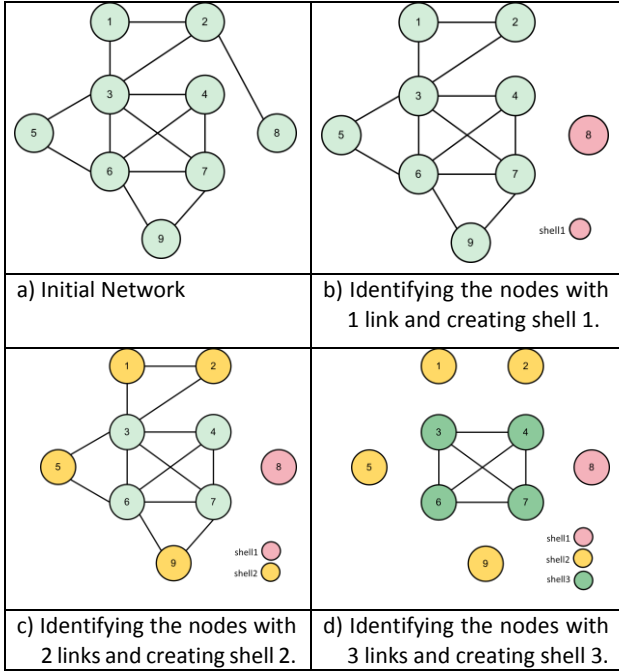 1 2
3 4
5 8
6 7
9
a) Initial Network
1 2
3 4
5 8
6 7
9
shell1
b) Identifying the nodes with
1 link and creating shell 1.
1 2
3 4
5 8
6 7
9
shell1
shell2
c) Identifying the nodes with
2 links and creating shell 2.
1 2
3 4
5 8
6 7
9
shell1
shell2
shell3
d) Identifying the nodes with
3 links and creating shell 3.